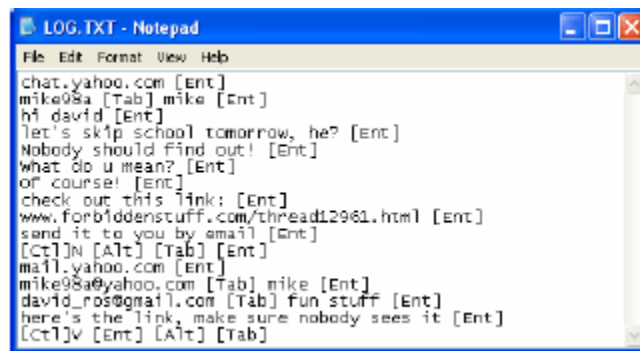 LOG.TXT - Notepad
File Edit Format View Help
chat.yahoo.com [Ent]
mike98a [Tab] mike [Ent]
hi david [Ent]
let's skip school tomorrow, he? [Ent]
Nobody should find out! [Ent]
What do u mean? [Ent]
of course! [Ent]
check out this link: [Ent]
www.forbiddenstuff.com/thread12961.html [Ent]
send it to you by email [Ent]
[Ctl]N [Alt] [Tab] [Ent]
mail.yahoo.com [Ent]
mike98a@yahoo.com [Tab] mike [Ent]
david_ros@gmail.com [Tab] fun stuff [Ent]
here's the link, make sure nobody sees it [Ent]
[Ctl]V [Ent] [Alt] [Tab]